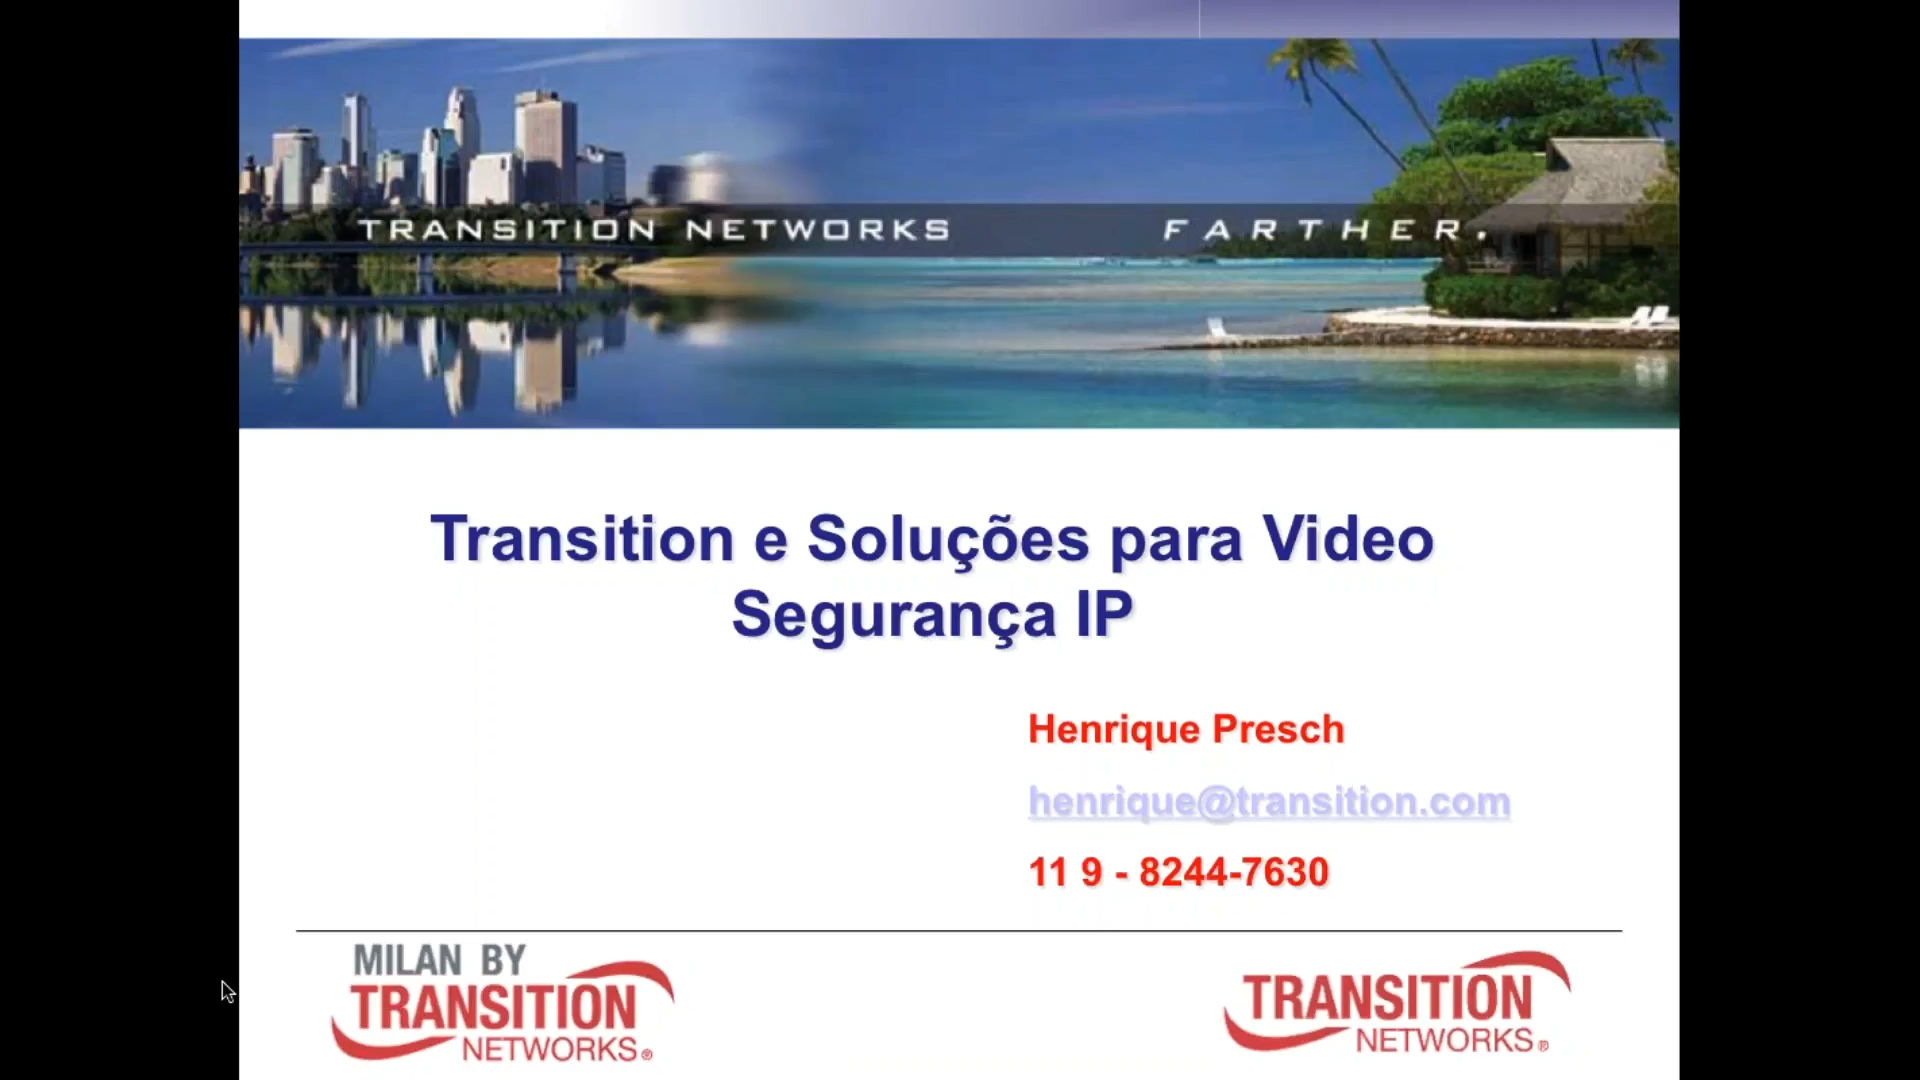 TRANSITION NETWORKS FARTHER.
Transition e Soluções para Video
Segurança IP
Henrique Presch
henrique@transition.com
11 9 - 8244-7630
MILAN BY
TRANSITION
NETWORKS®
TRANSITION
NETWORKS®